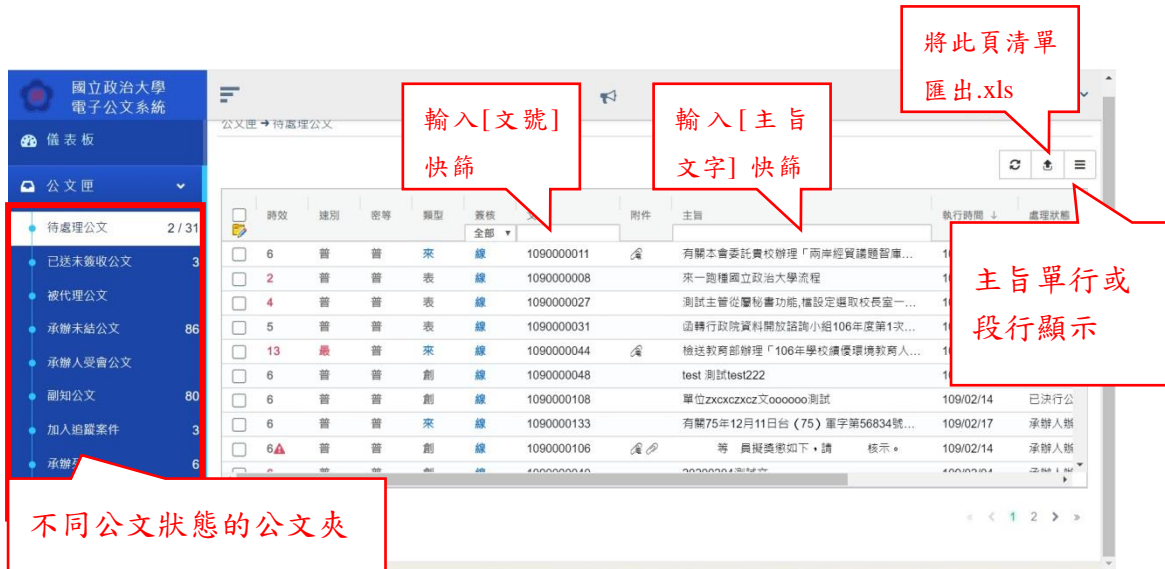 將此頁清單
匯出.xls
國立政治大學
電子公文系統
公文匣➔待處理公文
輸入[文號]
快篩
輸入[主旨
文字] 快篩
儀表板
公文匣
待處理公文 2 / 31
已送未簽收公文 3
被代理公文
承辦未結公文 86
承辦人受會公文
副知公文 80
加入追蹤案件 3
承辦 6
不同公文狀態的公文夾
時效 速別 密等 類型 簽核 附件 主旨 執行時間 ↓ 處理狀態
全部
6 普 普 來 線 1090000011 有關本會委託貴校辦理「兩岸經貿議題智庫...
2 普 普 表 線 1090000008 來一跑種國立政治大學流程
4 普 普 表 線 1090000027 測試主管從屬秘書功能,檔設定選取校長室一...
5 普 普 表 線 1090000031 函轉行政院資料開放諮詢小組106年度第1次...
13 最 普 來 線 1090000044 檢送教育部辦理「106年學校績優環境教育人...
6 普 普 創 線 1090000048 test 測試test222
6 普 普 創 線 1090000108 單位zxcxczxcz文oooooo測試 109/02/14 已決行公
6 普 普 來 線 1090000133 有關75年12月11日台（75）軍字第56834號... 109/02/17 承辦人辦
6 普 普 創 線 1090000106 等 員擬獎懲如下，請 核示。 109/02/14 承辦人辦
主旨單行或
段行顯示
« < 1 2 > »